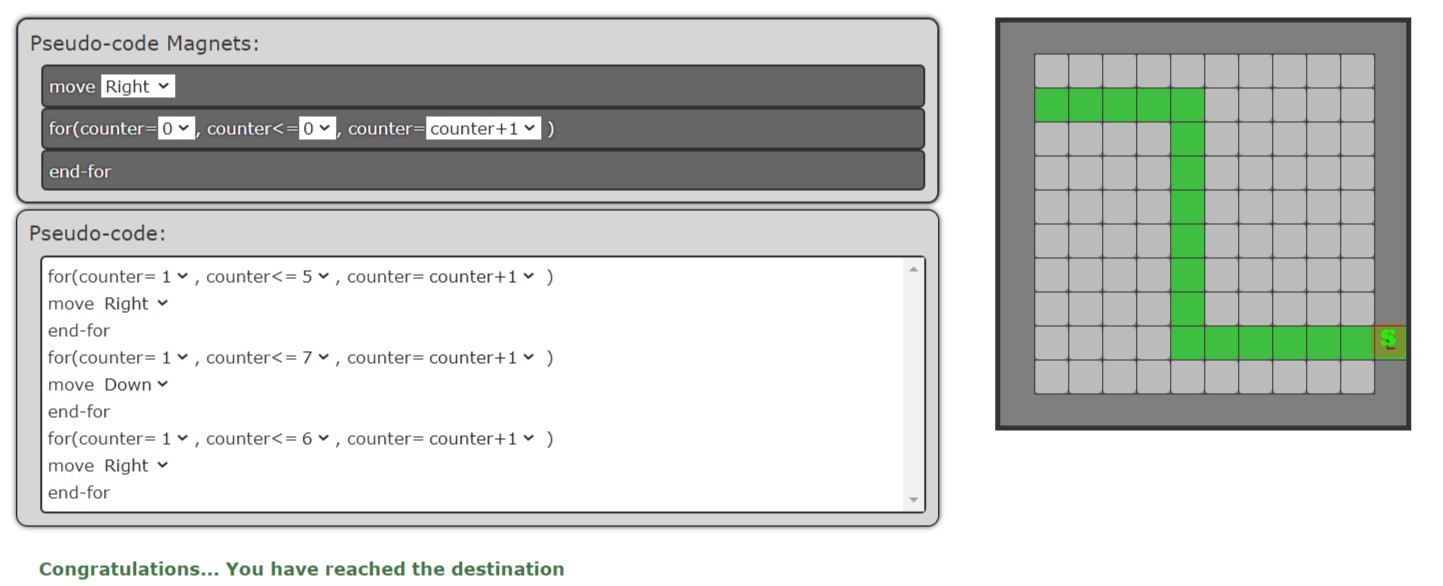 Pseudo-code Magnets:
move Right
for(counter= 0 , counter<= 0 , counter= counter+1 )
end-for
Pseudo-code:
for(counter= 1 , counter<= 5 , counter= counter+1 )
move Right
end-for
for(counter= 1 , counter<= 7 , counter= counter+1 )
move Down
end-for
for(counter= 1 , counter<= 6 , counter= counter+1 )
move Right
end-for
S
Congratulations... You have reached the destination